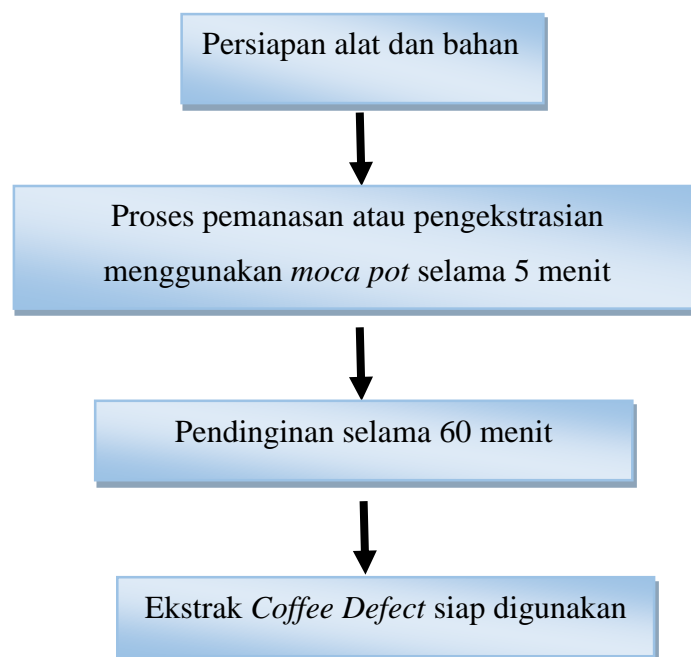 Persiapan alat dan bahan
Proses pemanasan atau pengekstrasian
menggunakan moca pot selama 5 menit
Pendinginan selama 60 menit
Ekstrak Coffee Defect siap digunakan